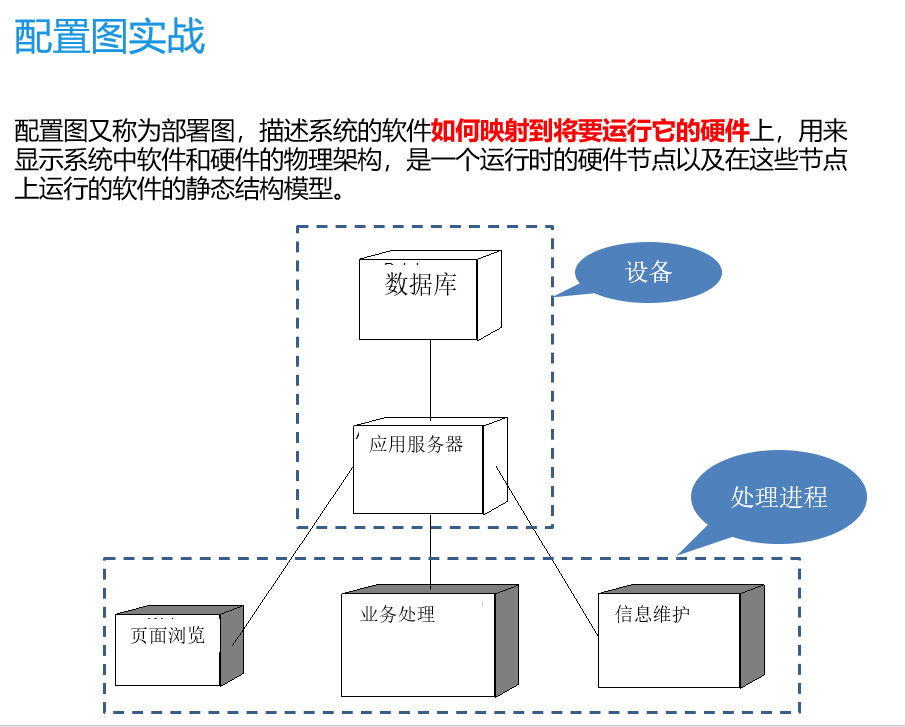 配置图实战
配置图又称为部署图，描述系统的软件如何映射到将要运行它的硬件上，用来
显示系统中软件和硬件的物理架构，是一个运行时的硬件节点以及在这些节点
上运行的软件的静态结构模型。
数据库
设备
应用服务器
处理进程
页面浏览
业务处理
信息维护